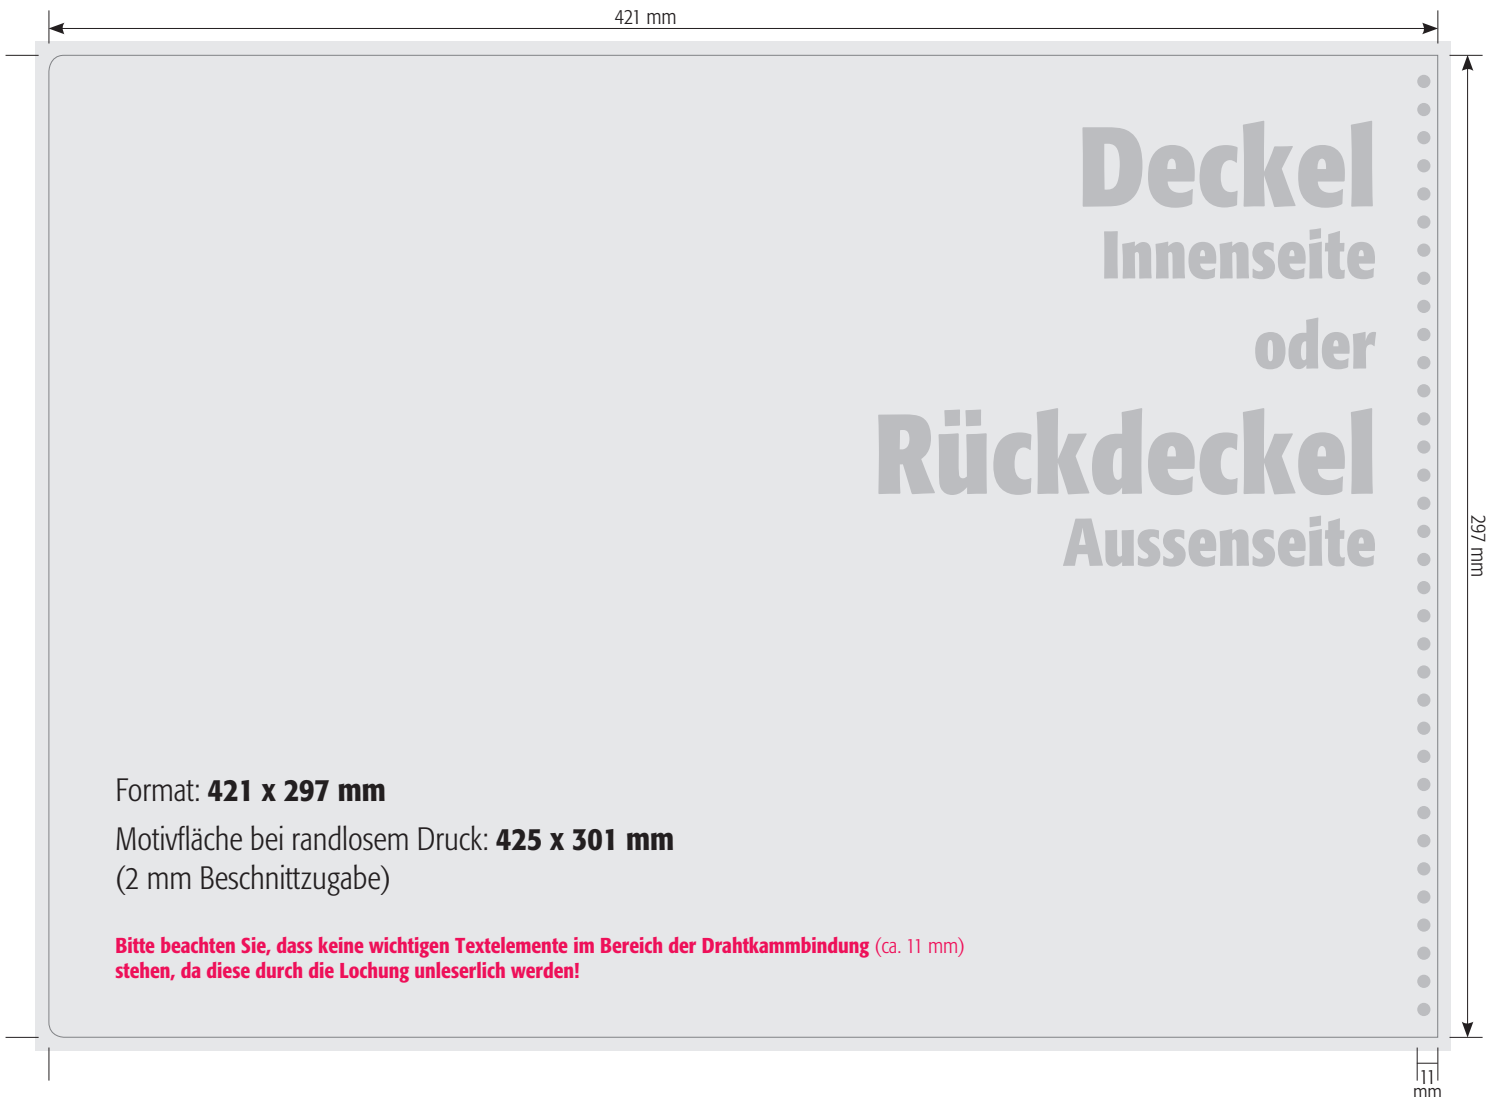 421 mm
Deckel
Innenseite
oder
Rückdeckel
Aussenseite
297 mm
Format: 421 x 297 mm
Motivfläche bei randlosem Druck: 425 x 301 mm
(2 mm Beschnittzugabe)
Bitte beachten Sie, dass keine wichtigen Textelemente im Bereich der Drahtkammbindung (ca. 11 mm)
stehen, da diese durch die Lochung unleserlich werden!
11
mm